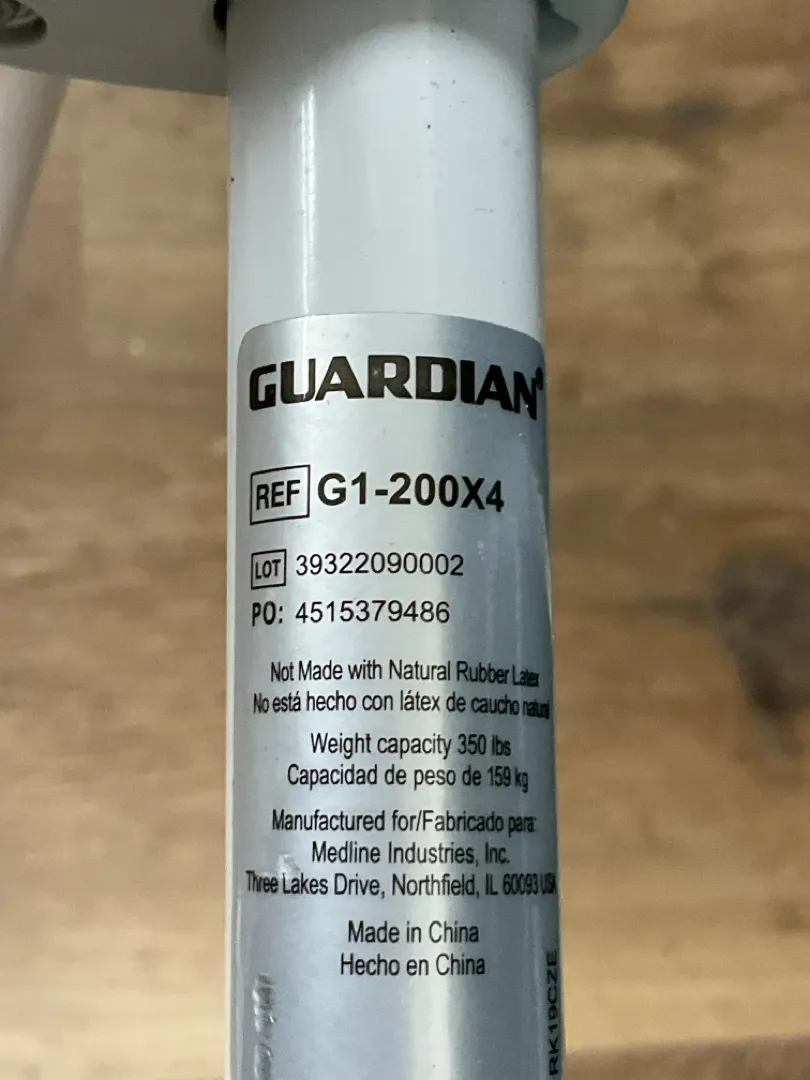 GUARDIAN®
REF G1-200X4
LOT 39322090002
PO: 4515379486
Not Made with Natural Rubber Latex
No está hecho con látex de caucho natural
Weight capacity 350 lbs
Capacidad de peso de 159 kg
Manufactured for/Fabricado para:
Medline Industries, Inc.
Three Lakes Drive, Northfield, IL 60093 USA
Made in China
Hecho en China
RK19CZE